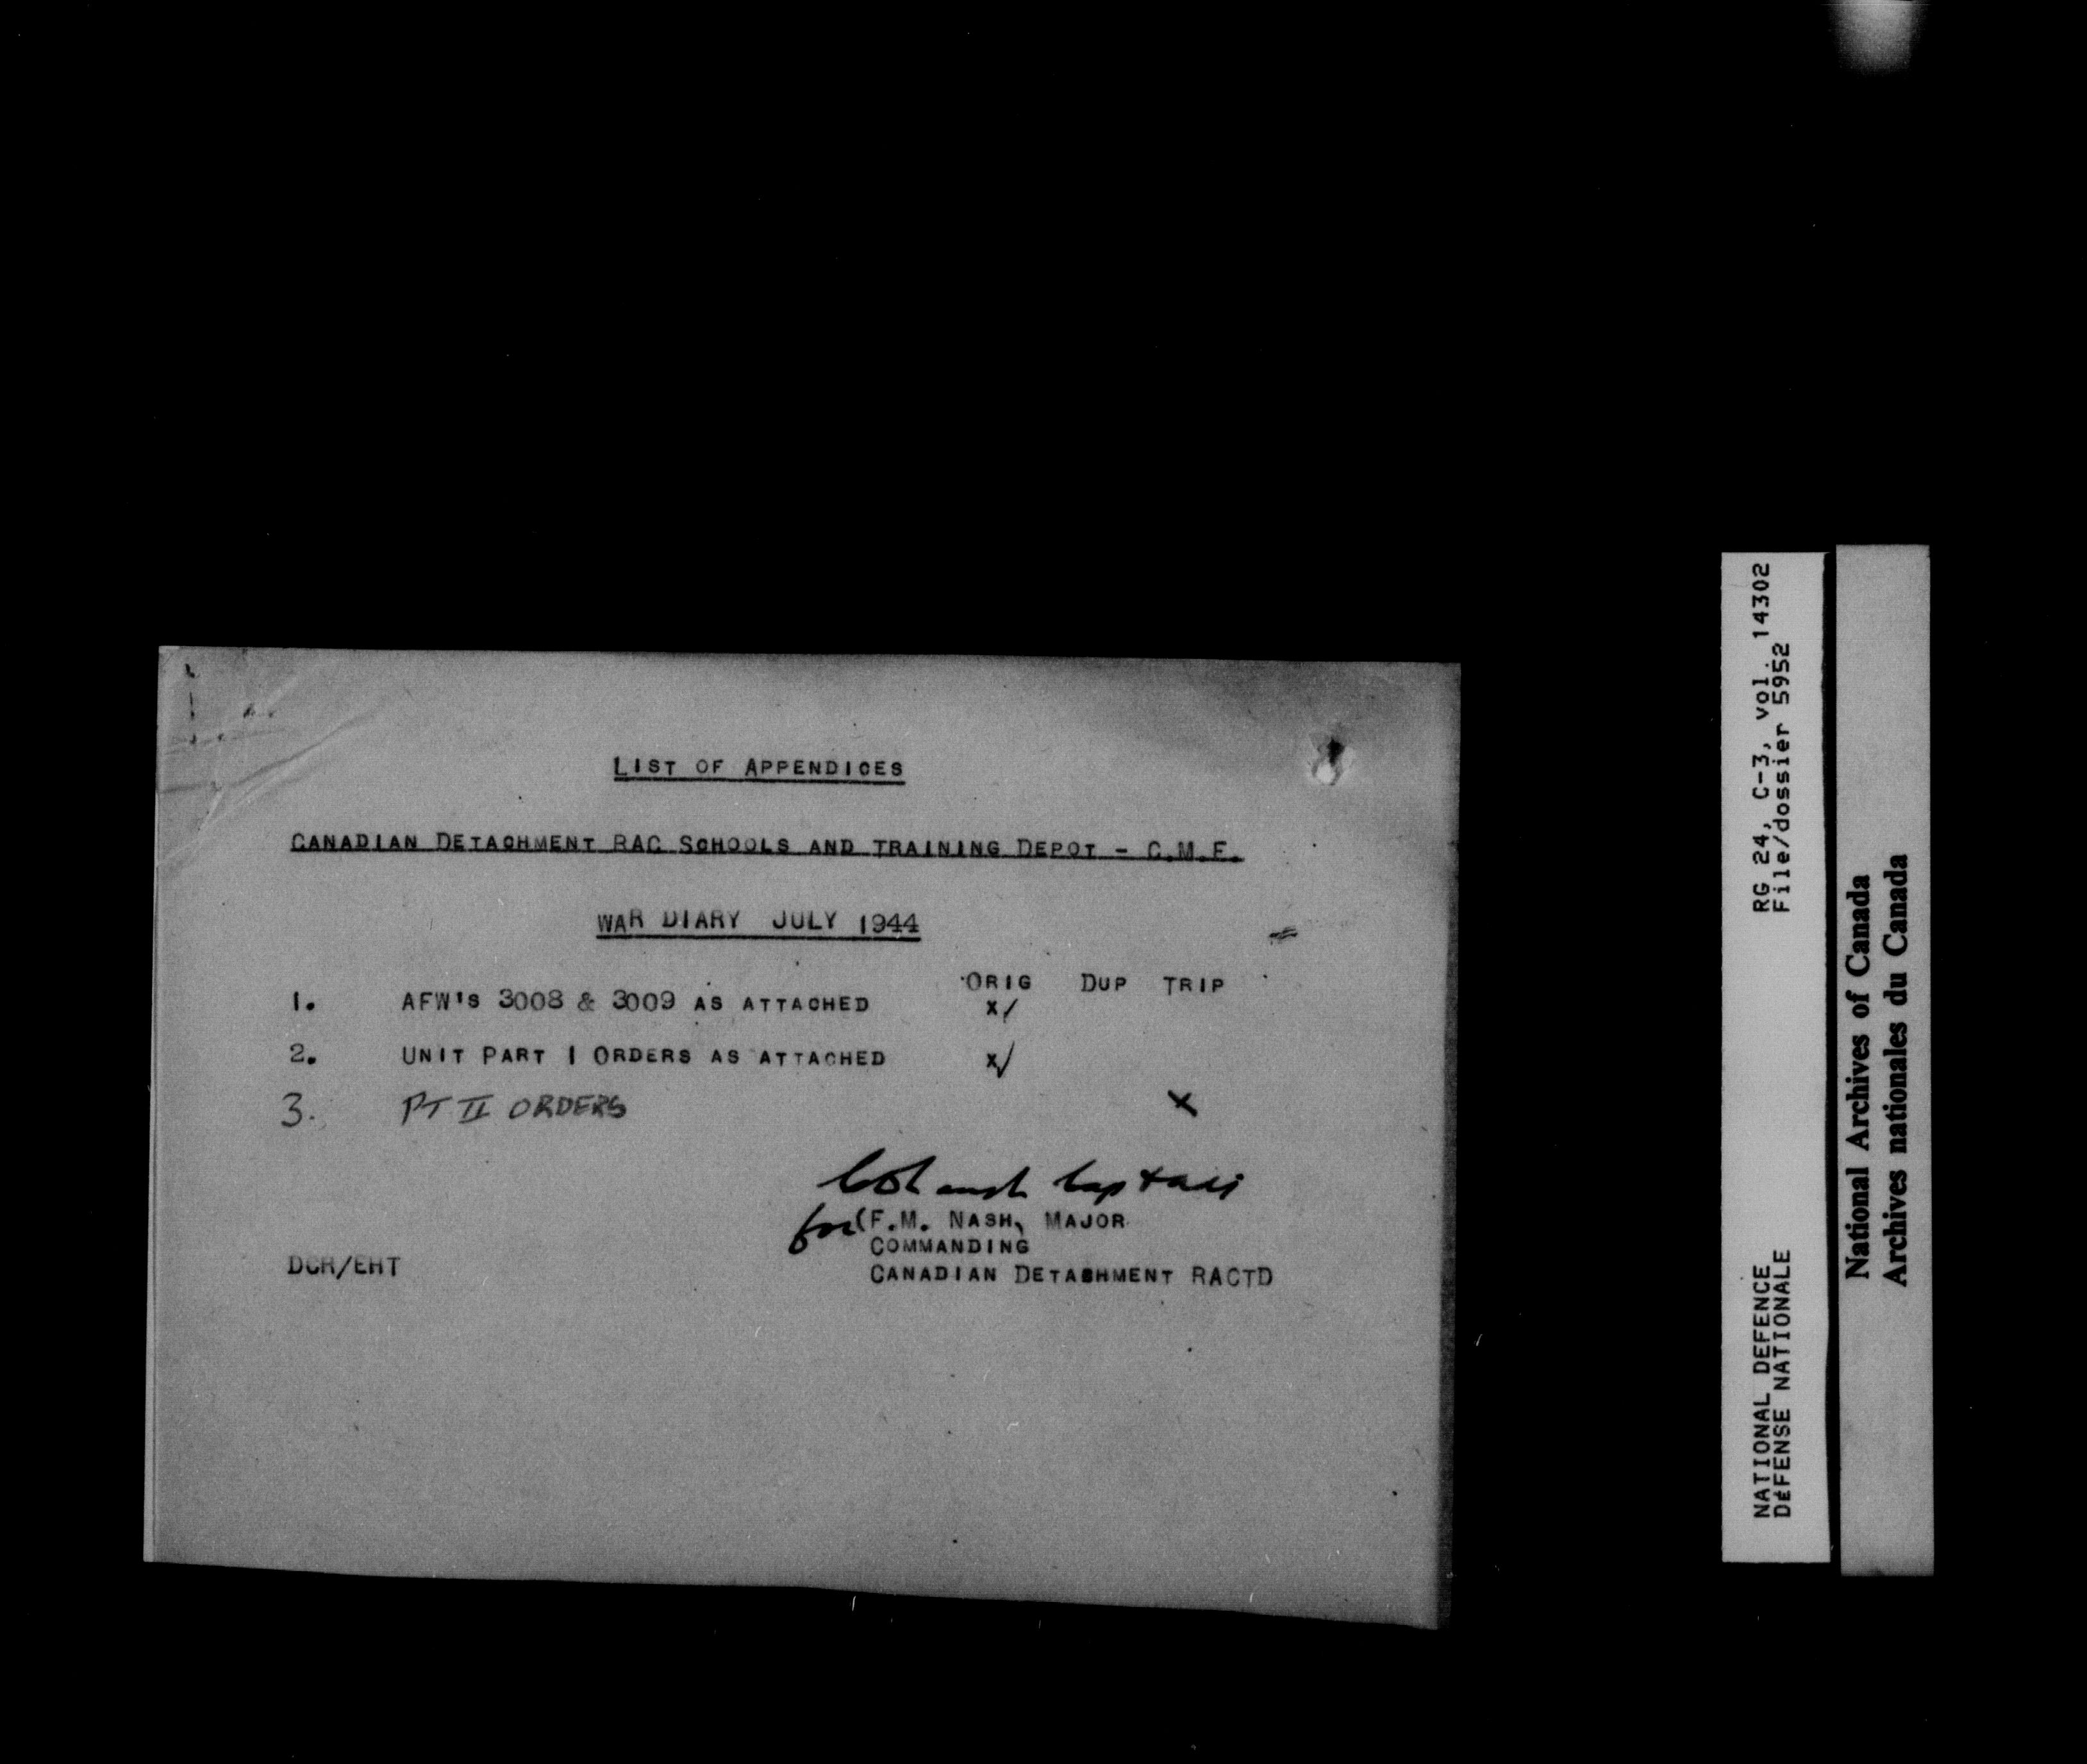 LIST OF APPENDICES
CANADIAN DETACHMENT RAC SCHOOLS AND TRAINING DEPOT - C.M.F.
WAR DIARY JULY 1944
ORIG DUP TRIP
1. AFW'S 3008 & 3009 AS ATTACHED X/
2. UNIT PART I ORDERS AS ATTACHED X/
3. PT II ORDERS X
for (F.M. NASH, MAJOR
COMMANDING
DCR/EHT CANADIAN DETACHMENT RACTD
NATIONAL DEFENCE RG 24, C-3, vol. 14302
DÉFENSE NATIONALE File/dossier 5952
National Archives of Canada
Archives nationales du Canada